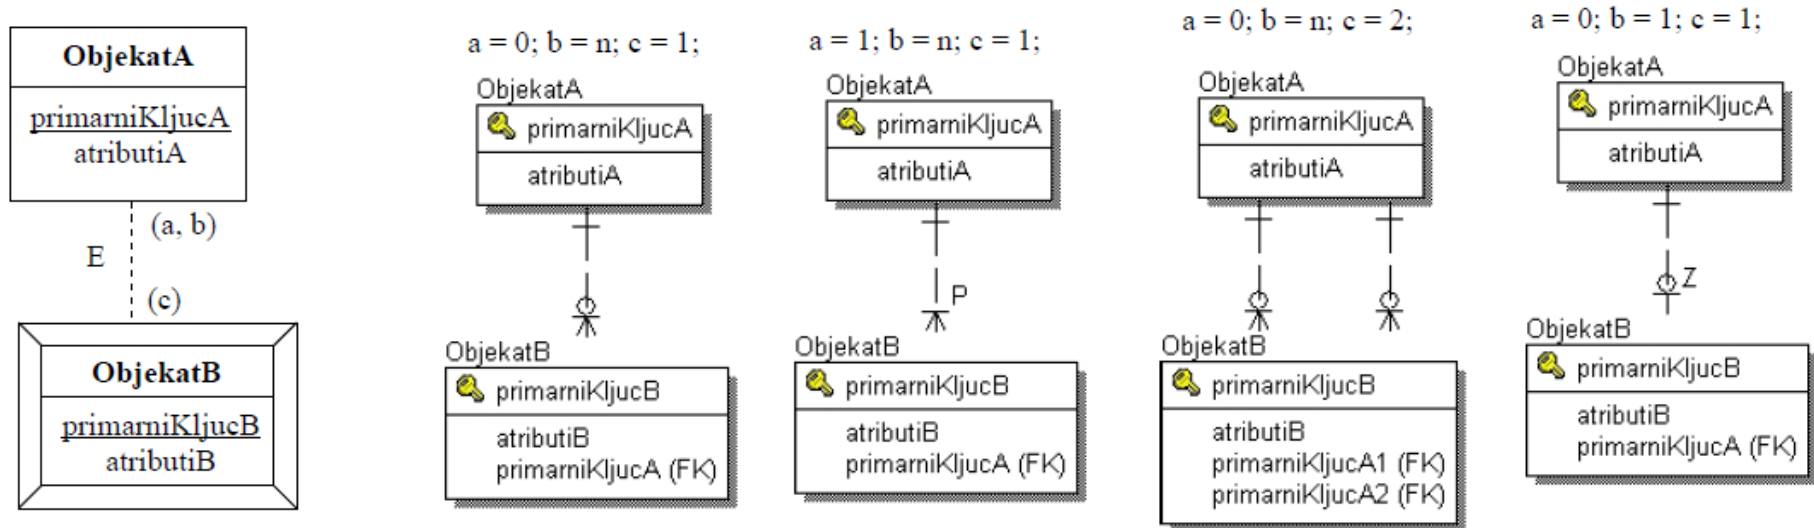 ObjekatA
primarniKljucA
atributiA
(a, b)
E
(c)
ObjekatB
primarniKljucB
atributiB
a = 0; b = n; c = 1;
ObjekatA
primarniKljucA
atributiA
ObjekatB
primarniKljucB
atributiB
primarniKljucA (FK)
a = 1; b = n; c = 1;
ObjekatA
primarniKljucA
atributiA
P
ObjekatB
primarniKljucB
atributiB
primarniKljucA (FK)
a = 0; b = n; c = 2;
ObjekatA
primarniKljucA
atributiA
ObjekatB
primarniKljucB
atributiB
primarniKljucA1 (FK)
primarniKljucA2 (FK)
a = 0; b = 1; c = 1;
ObjekatA
primarniKljucA
atributiA
Z
ObjekatB
primarniKljucB
atributiB
primarniKljucA (FK)